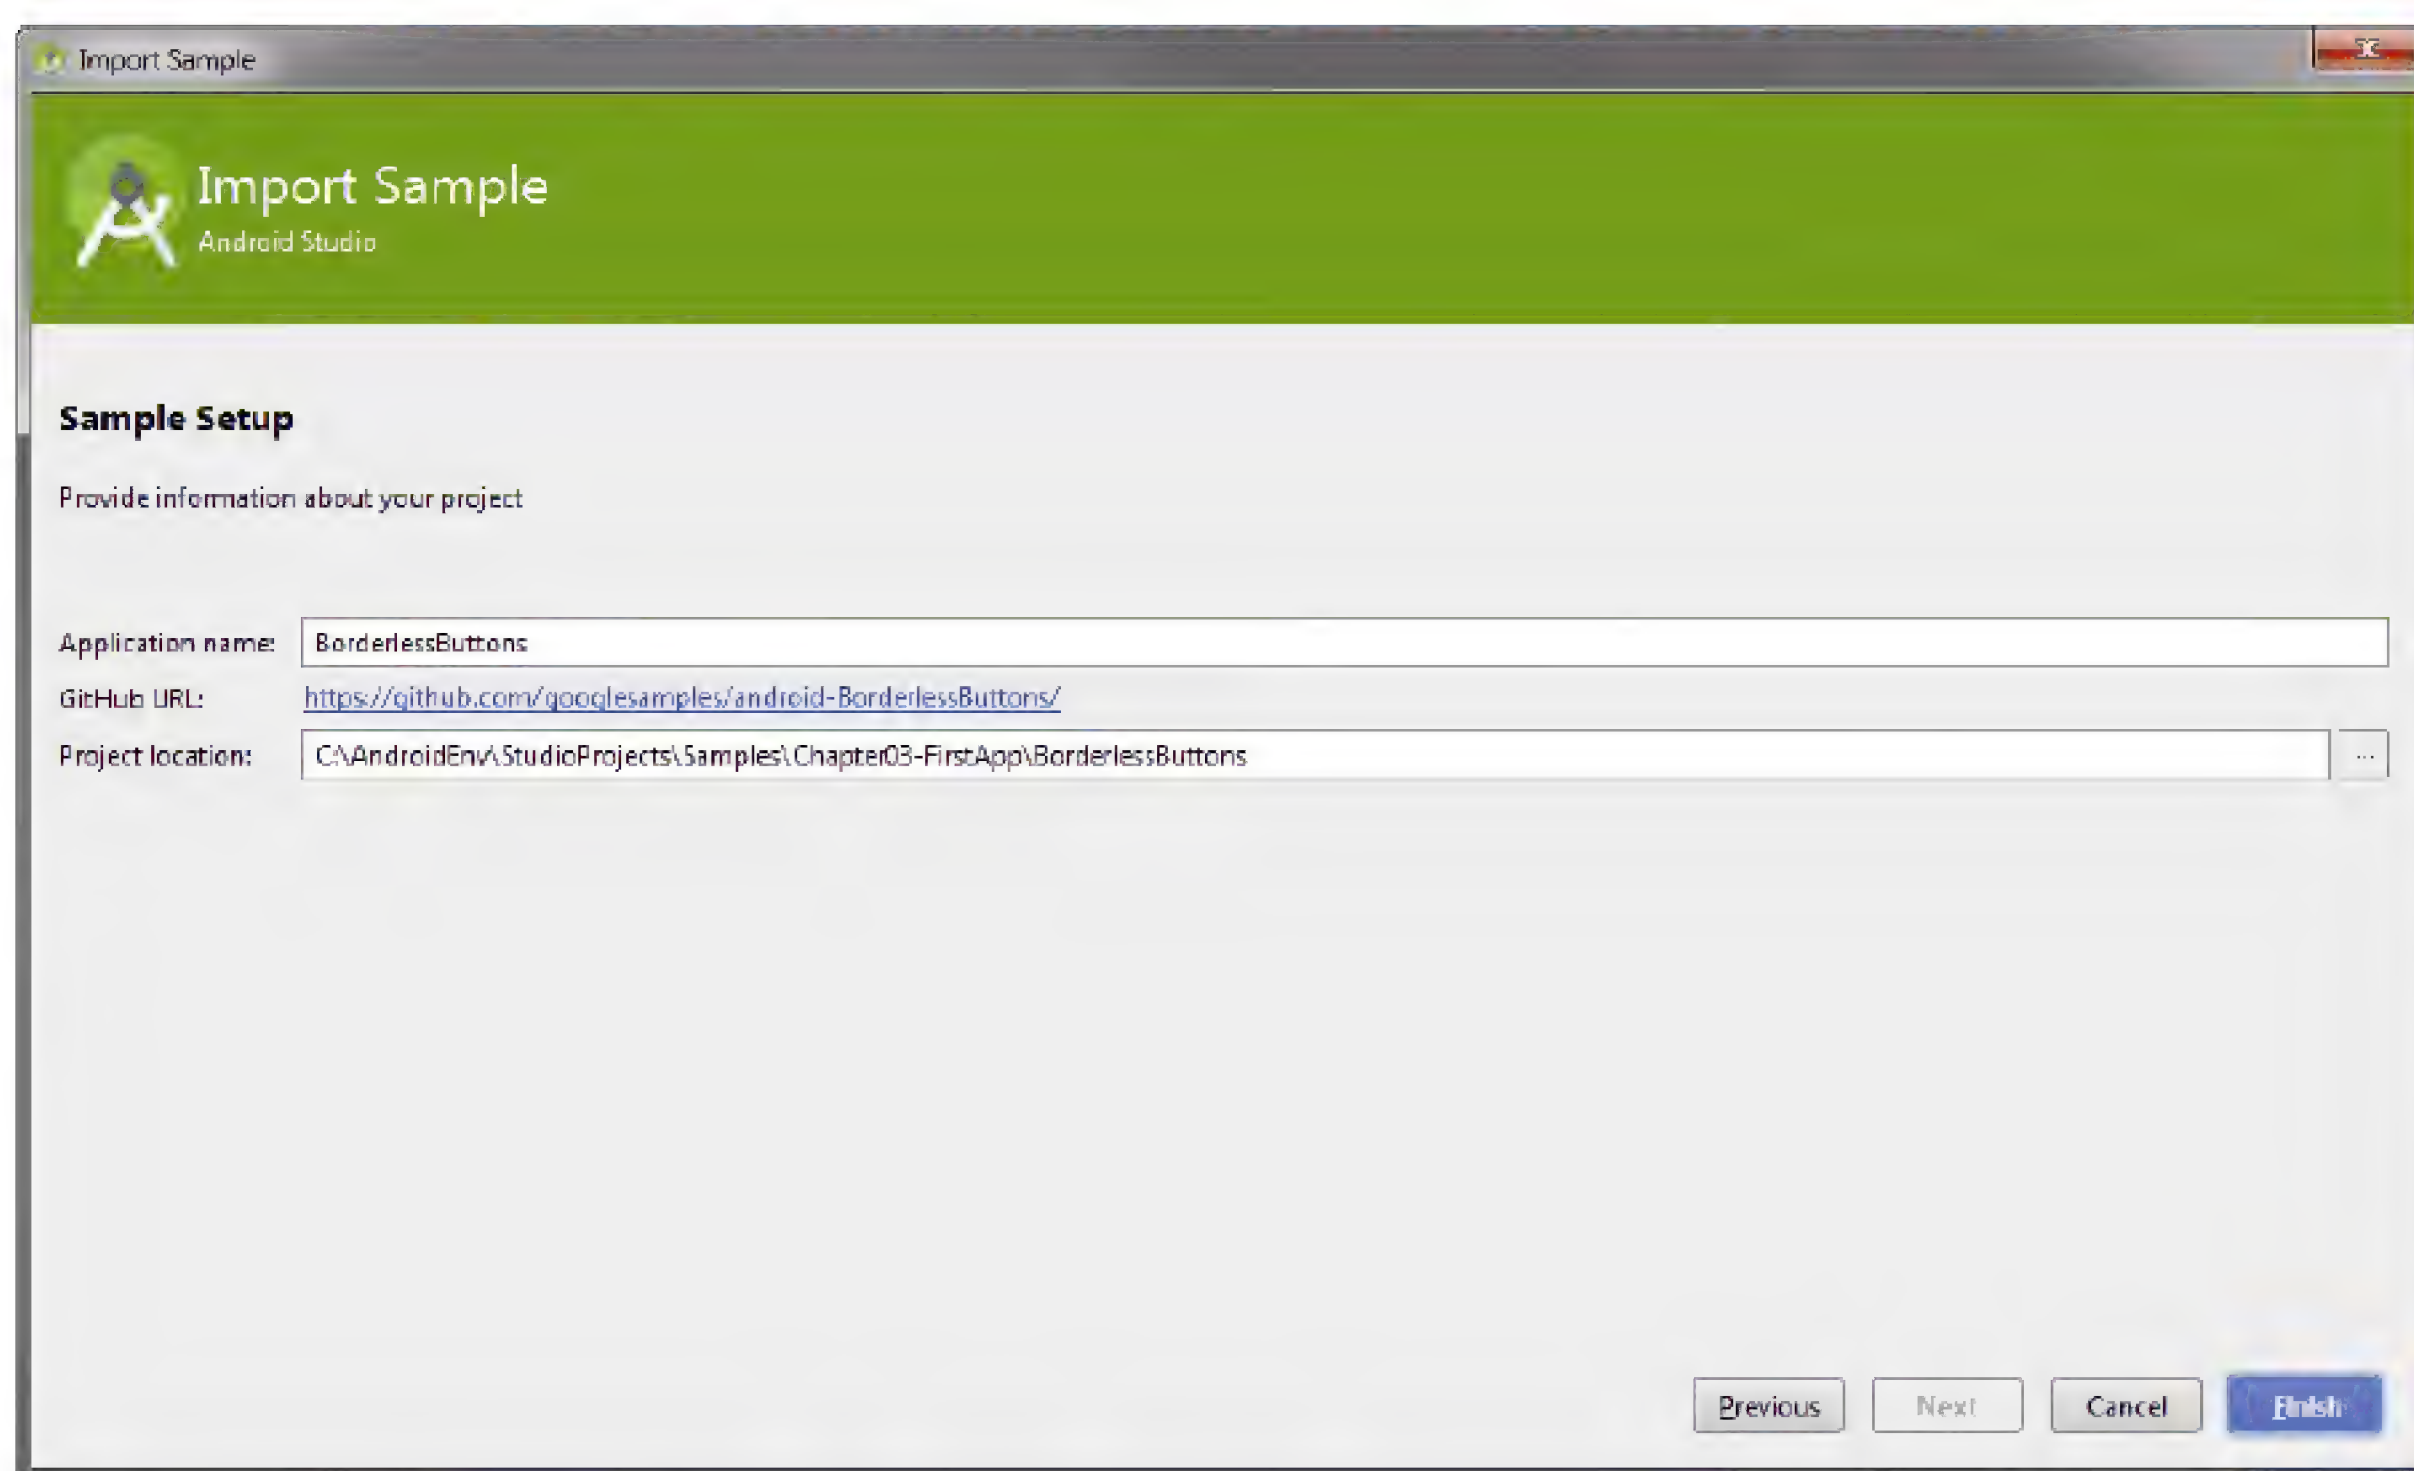 Import Sample
Import Sample
Android Studio
Sample Setup
Provide information about your project
Application name: BorderlessButtons
GitHub URL: https://github.com/googlesamples/android-BorderlessButtons/
Project location: C:\AndroidEnv\StudioProjects\Samples\Chapter03-FirstApp\BorderlessButtons ...
Previous Next Cancel Finish